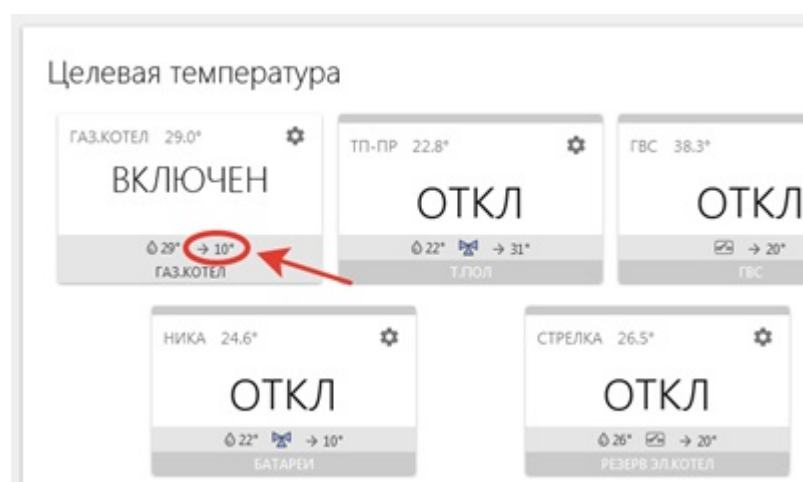 Целевая температура
ГАЗ.КОТЕЛ 29.0°
ВКЛЮЧЕН
29° → 10°
ГАЗ.КОТЕЛ
ТП-ПР 22.8°
ОТКЛ
22° → 31°
Т.ПОЛ
ГВС 38.3°
ОТКЛ
→ 20°
ГВС
НИКА 24.6°
ОТКЛ
22° → 10°
БАТАРЕИ
СТРЕЛКА 26.5°
ОТКЛ
26° → 20°
РЕЗЕРВ ЭЛ.КОТЕЛ